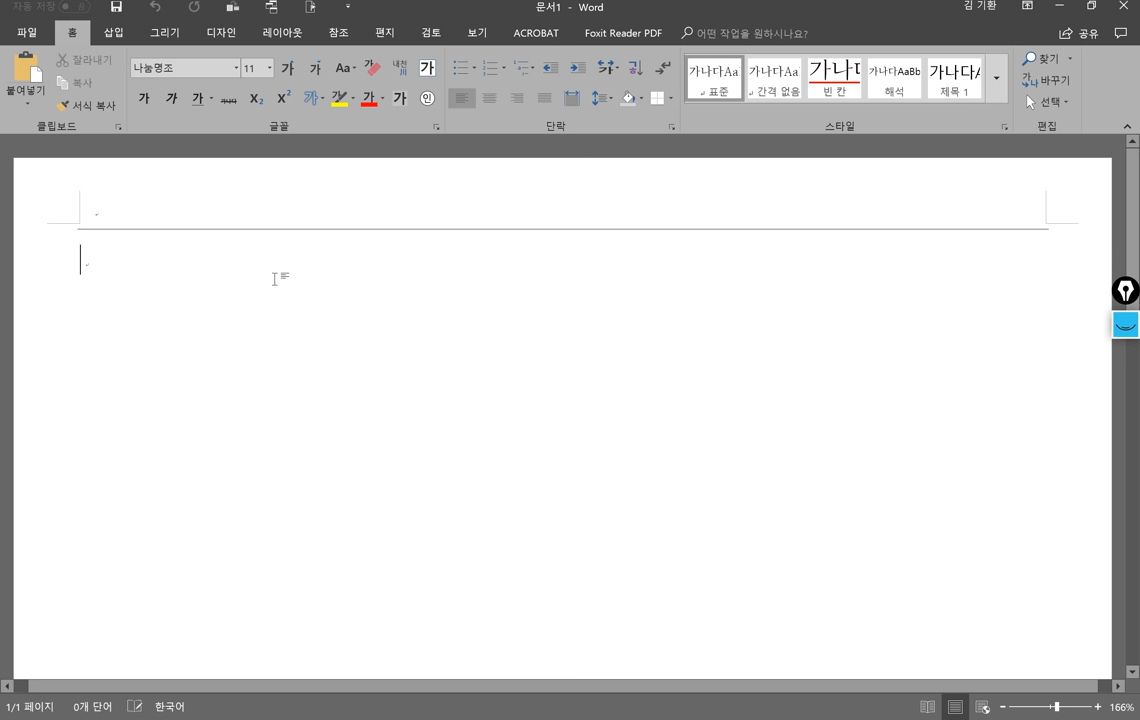 자동 저장
문서1 - Word
김 기환
파일 홈 삽입 그리기 디자인 레이아웃 참조 편지 검토 보기 ACROBAT Foxit Reader PDF 어떤 작업을 원하시나요? 공유
붙여넣기
잘라내기
복사
서식 복사
클립보드
나눔명조 11 가 가 Aa 가 내천 가
가 가 가 가가 X₂ X² 가 가 가 인
글꼴
단락
가나다Aa 가나다Aa 가나다 가나다AaBb 가나다A
표준 간격 없음 빈 칸 해석 제목 1
스타일
찾기
바꾸기
선택
편집
1/1 페이지 0개 단어 한국어 166%